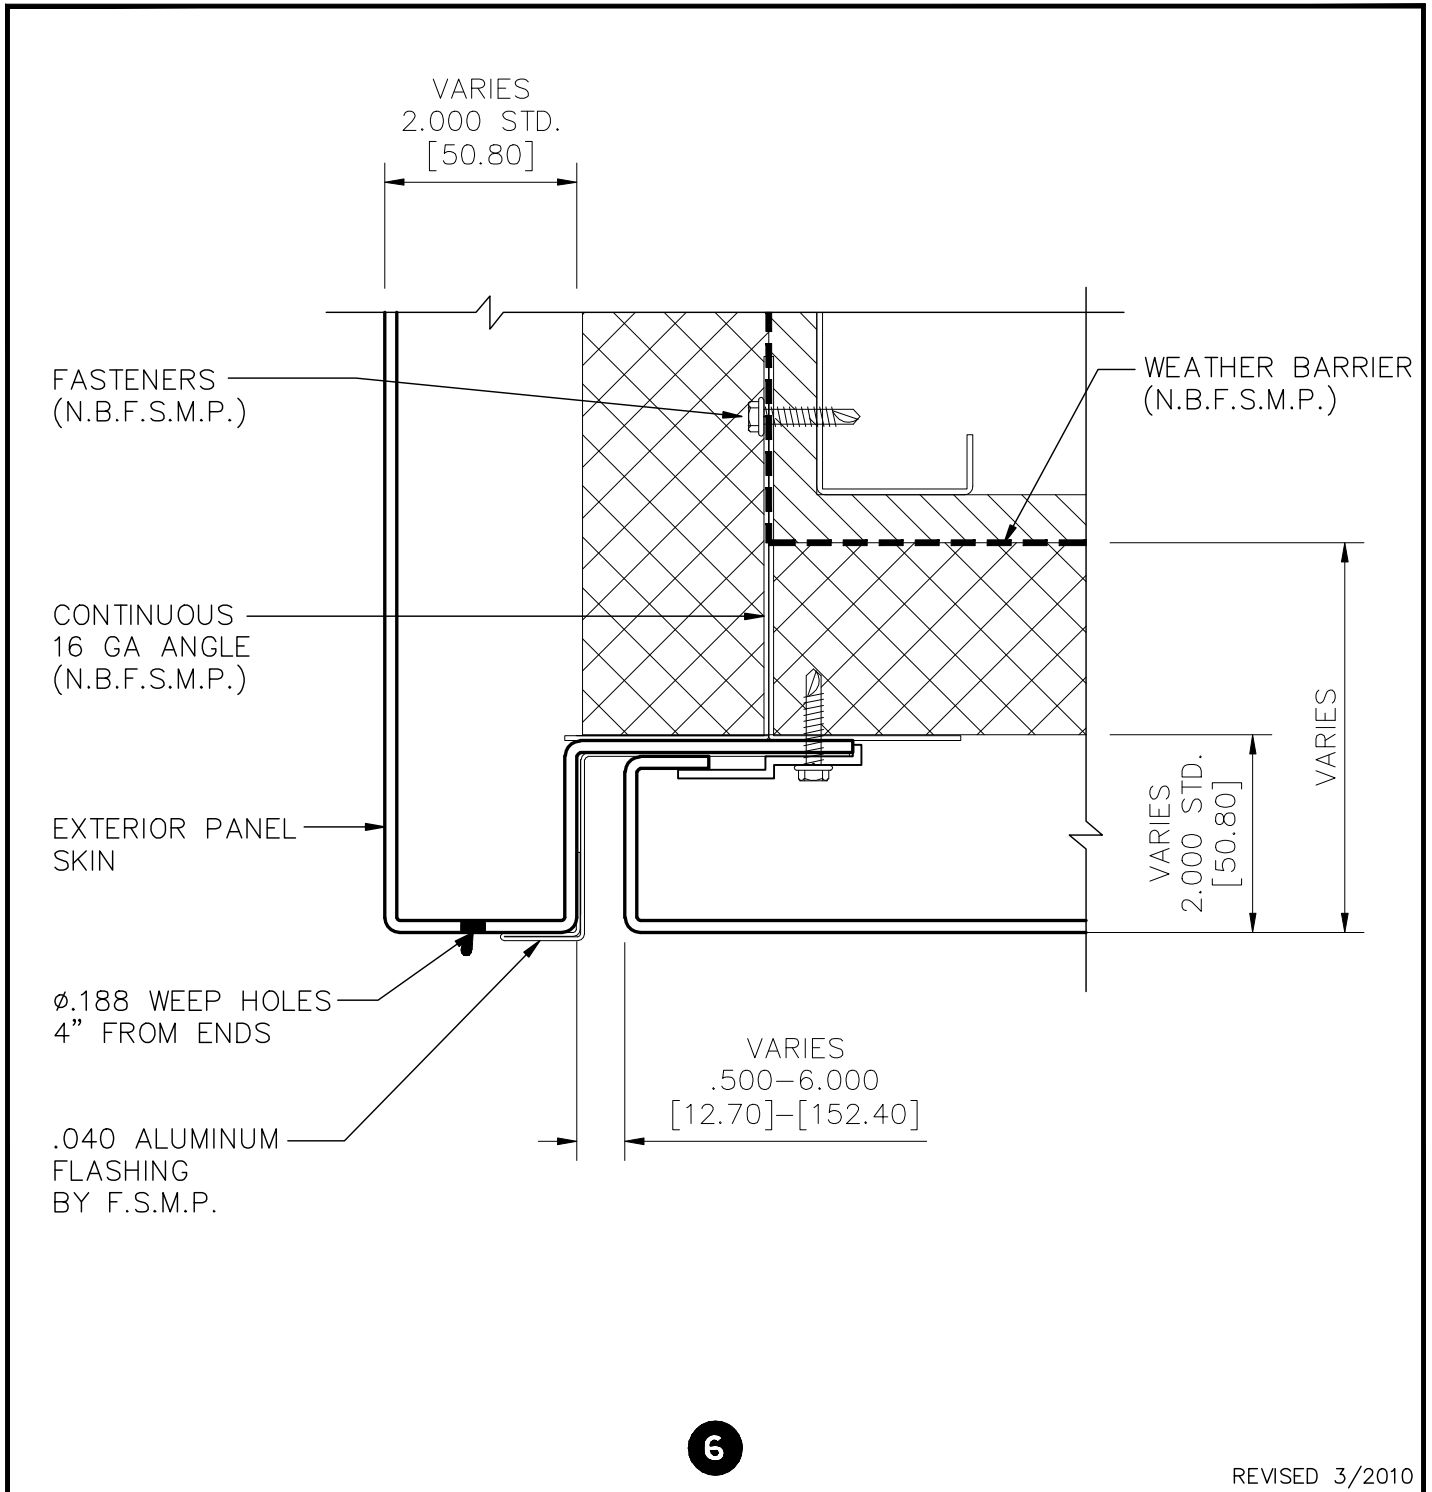 VARIES
2.000 STD.
[50.80]
FASTENERS
(N.B.F.S.M.P.)
WEATHER BARRIER
(N.B.F.S.M.P.)
CONTINUOUS
16 GA ANGLE
(N.B.F.S.M.P.)
VARIES
VARIES
2.000 STD.
[50.80]
EXTERIOR PANEL
SKIN
ø.188 WEEP HOLES
4” FROM ENDS
VARIES
.500–6.000
[12.70]–[152.40]
.040 ALUMINUM
FLASHING
BY F.S.M.P.
6
REVISED 3/2010